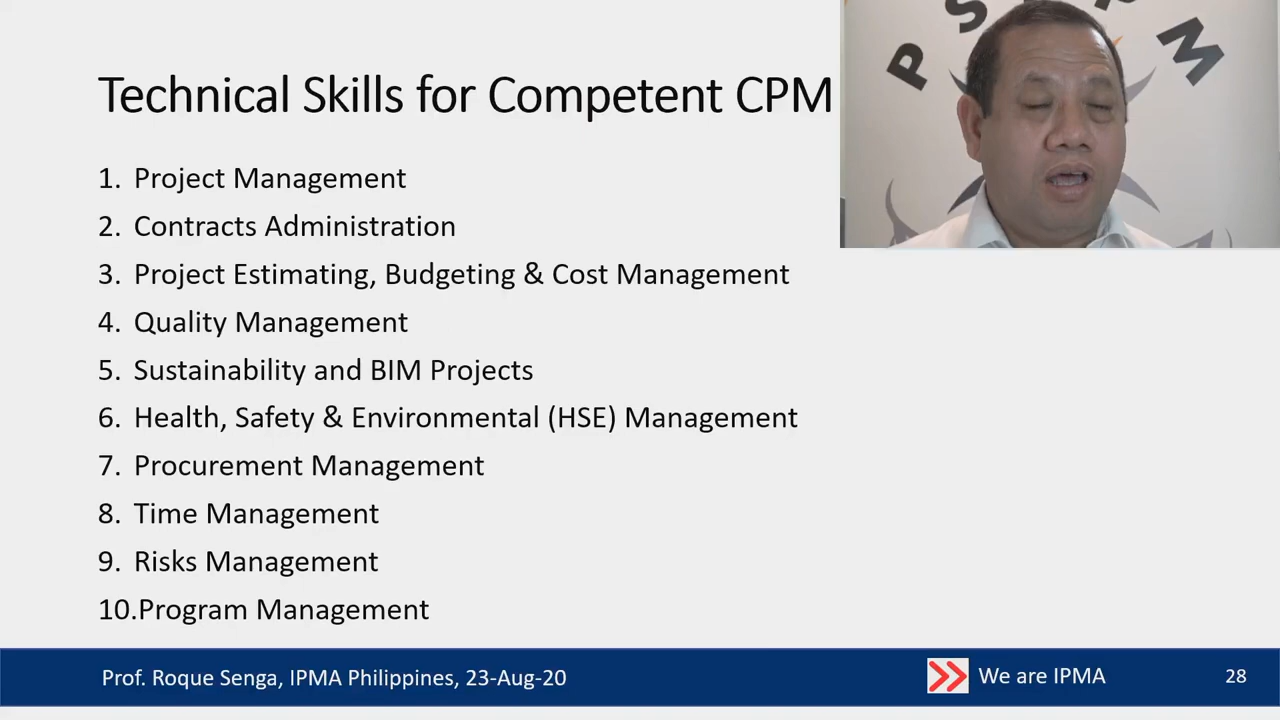 Technical Skills for Competent CPM
1. Project Management
2. Contracts Administration
3. Project Estimating, Budgeting & Cost Management
4. Quality Management
5. Sustainability and BIM Projects
6. Health, Safety & Environmental (HSE) Management
7. Procurement Management
8. Time Management
9. Risks Management
10.Program Management
Prof. Roque Senga, IPMA Philippines, 23-Aug-20
We are IPMA
28